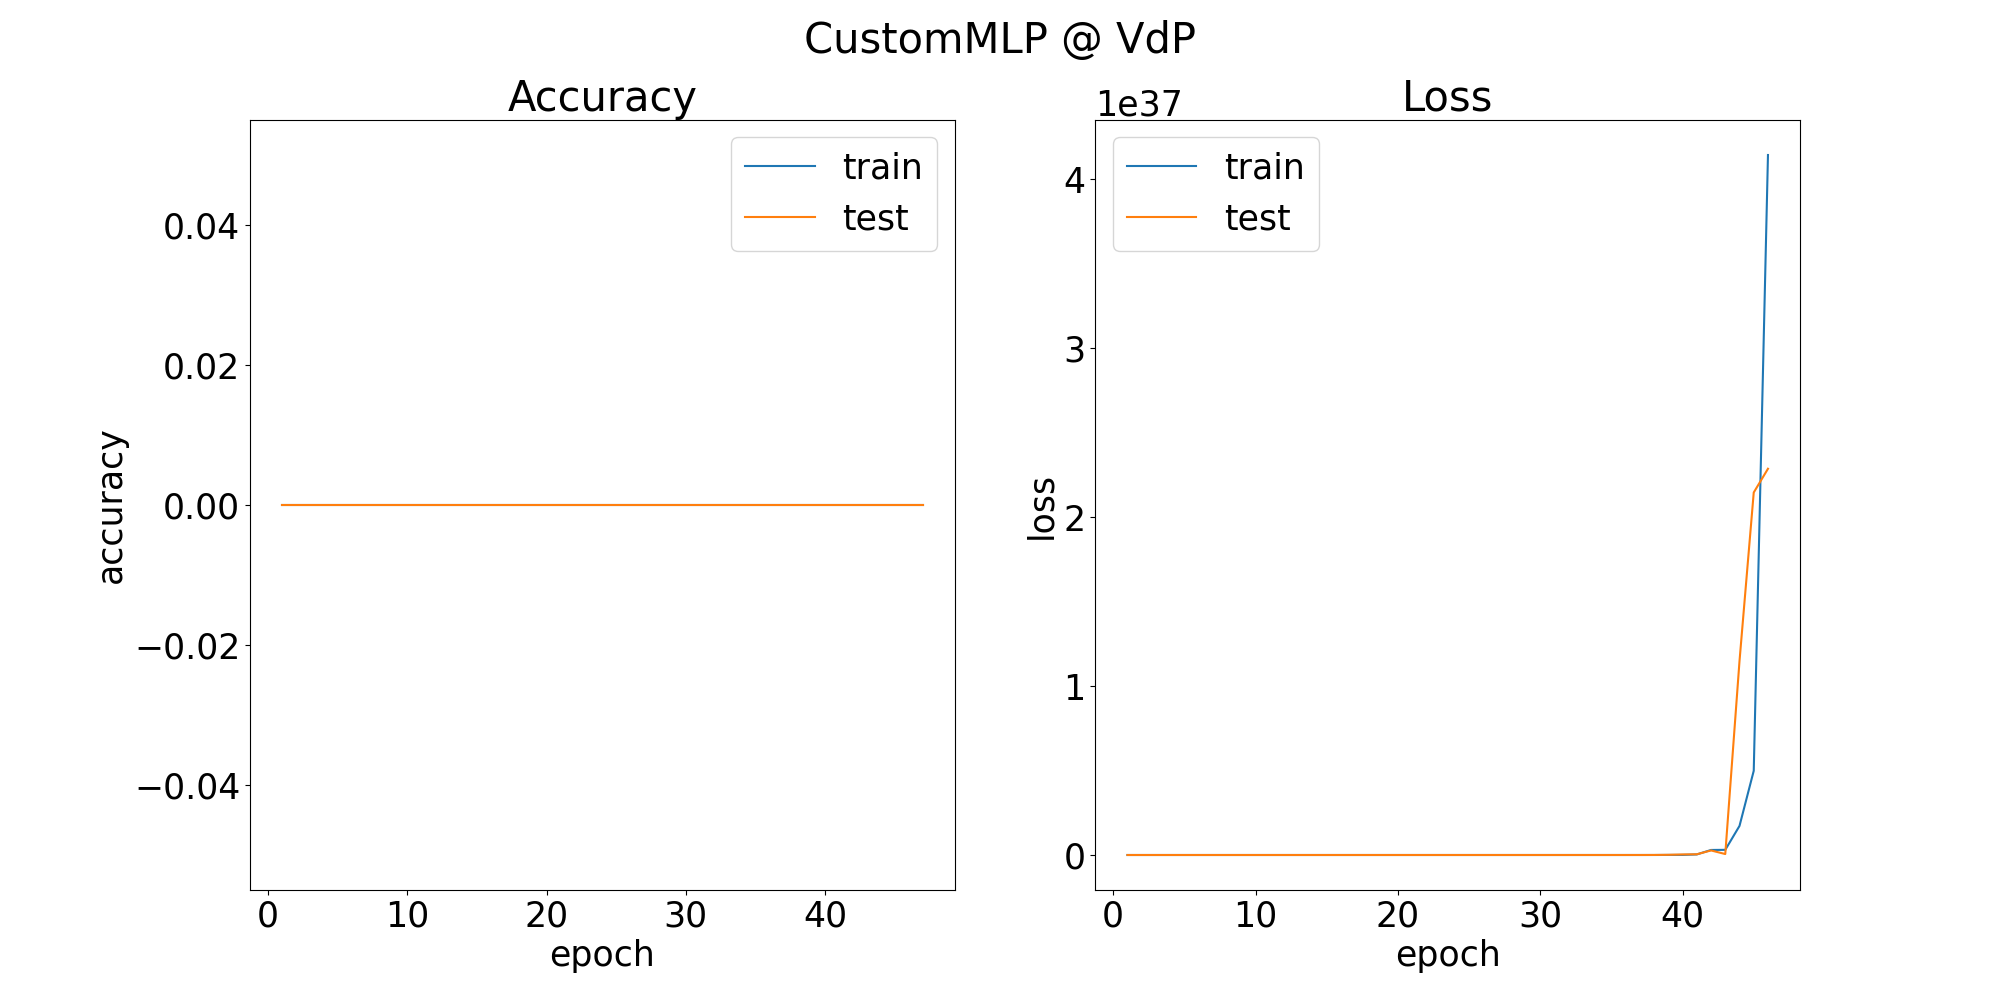 CustomMLP @ VdP
Accuracy
train
test
0.04
0.02
0.00
−0.02
−0.04
accuracy
0 10 20 30 40
epoch
Loss
1e37
train
test
4
3
2
1
0
loss
0 10 20 30 40
epoch